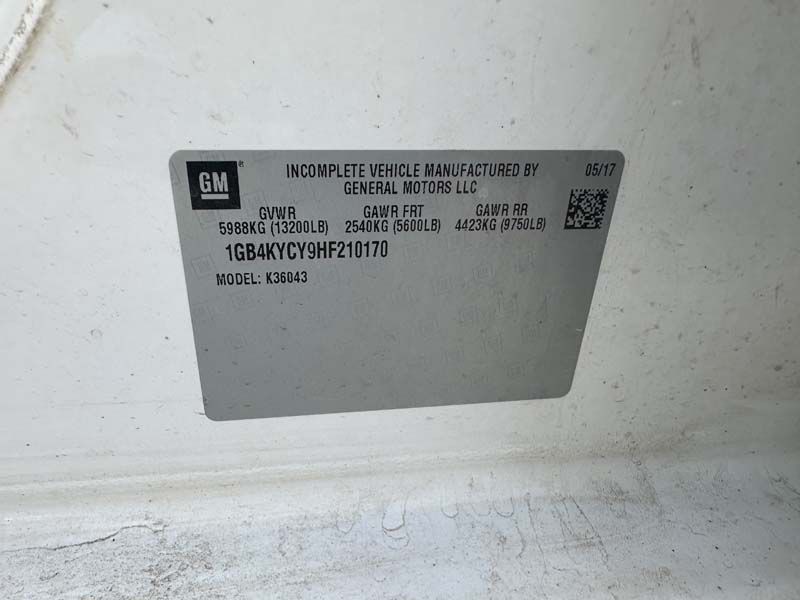 GM ® INCOMPLETE VEHICLE MANUFACTURED BY 05/17
GENERAL MOTORS LLC
GVWR GAWR FRT GAWR RR
5988KG (13200LB) 2540KG (5600LB) 4423KG (9750LB)
1GB4KYCY9HF210170
MODEL: K36043